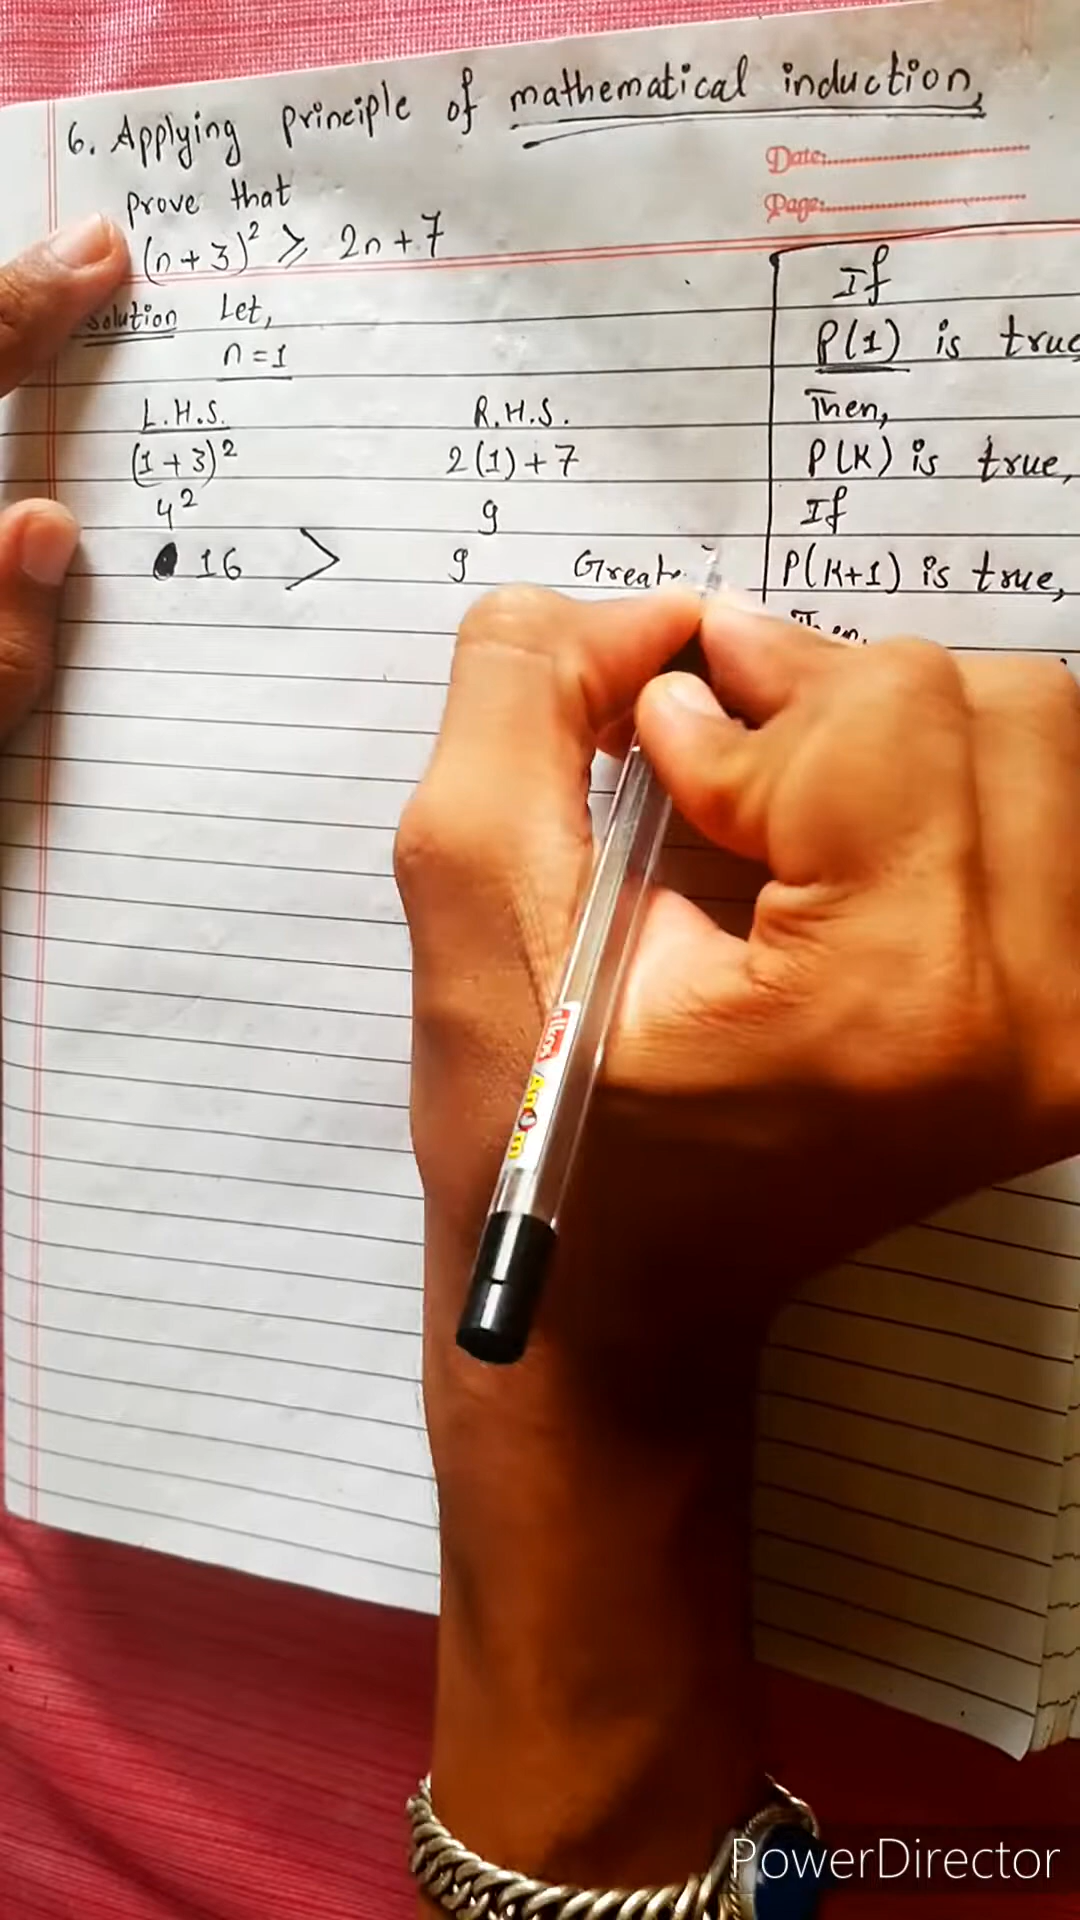 6. Applying principle of mathematical induction,
prove that
(n+3)² ⩾ 2n+7
Date:
Page:
Solution Let,
n=1
L.H.S. R.H.S.
(1+3)² 2(1)+7
4² 9
16 > 9
If
P(1) is true
Then,
P(K) is true,
If
P(K+1) is true,
Then,
PowerDirector